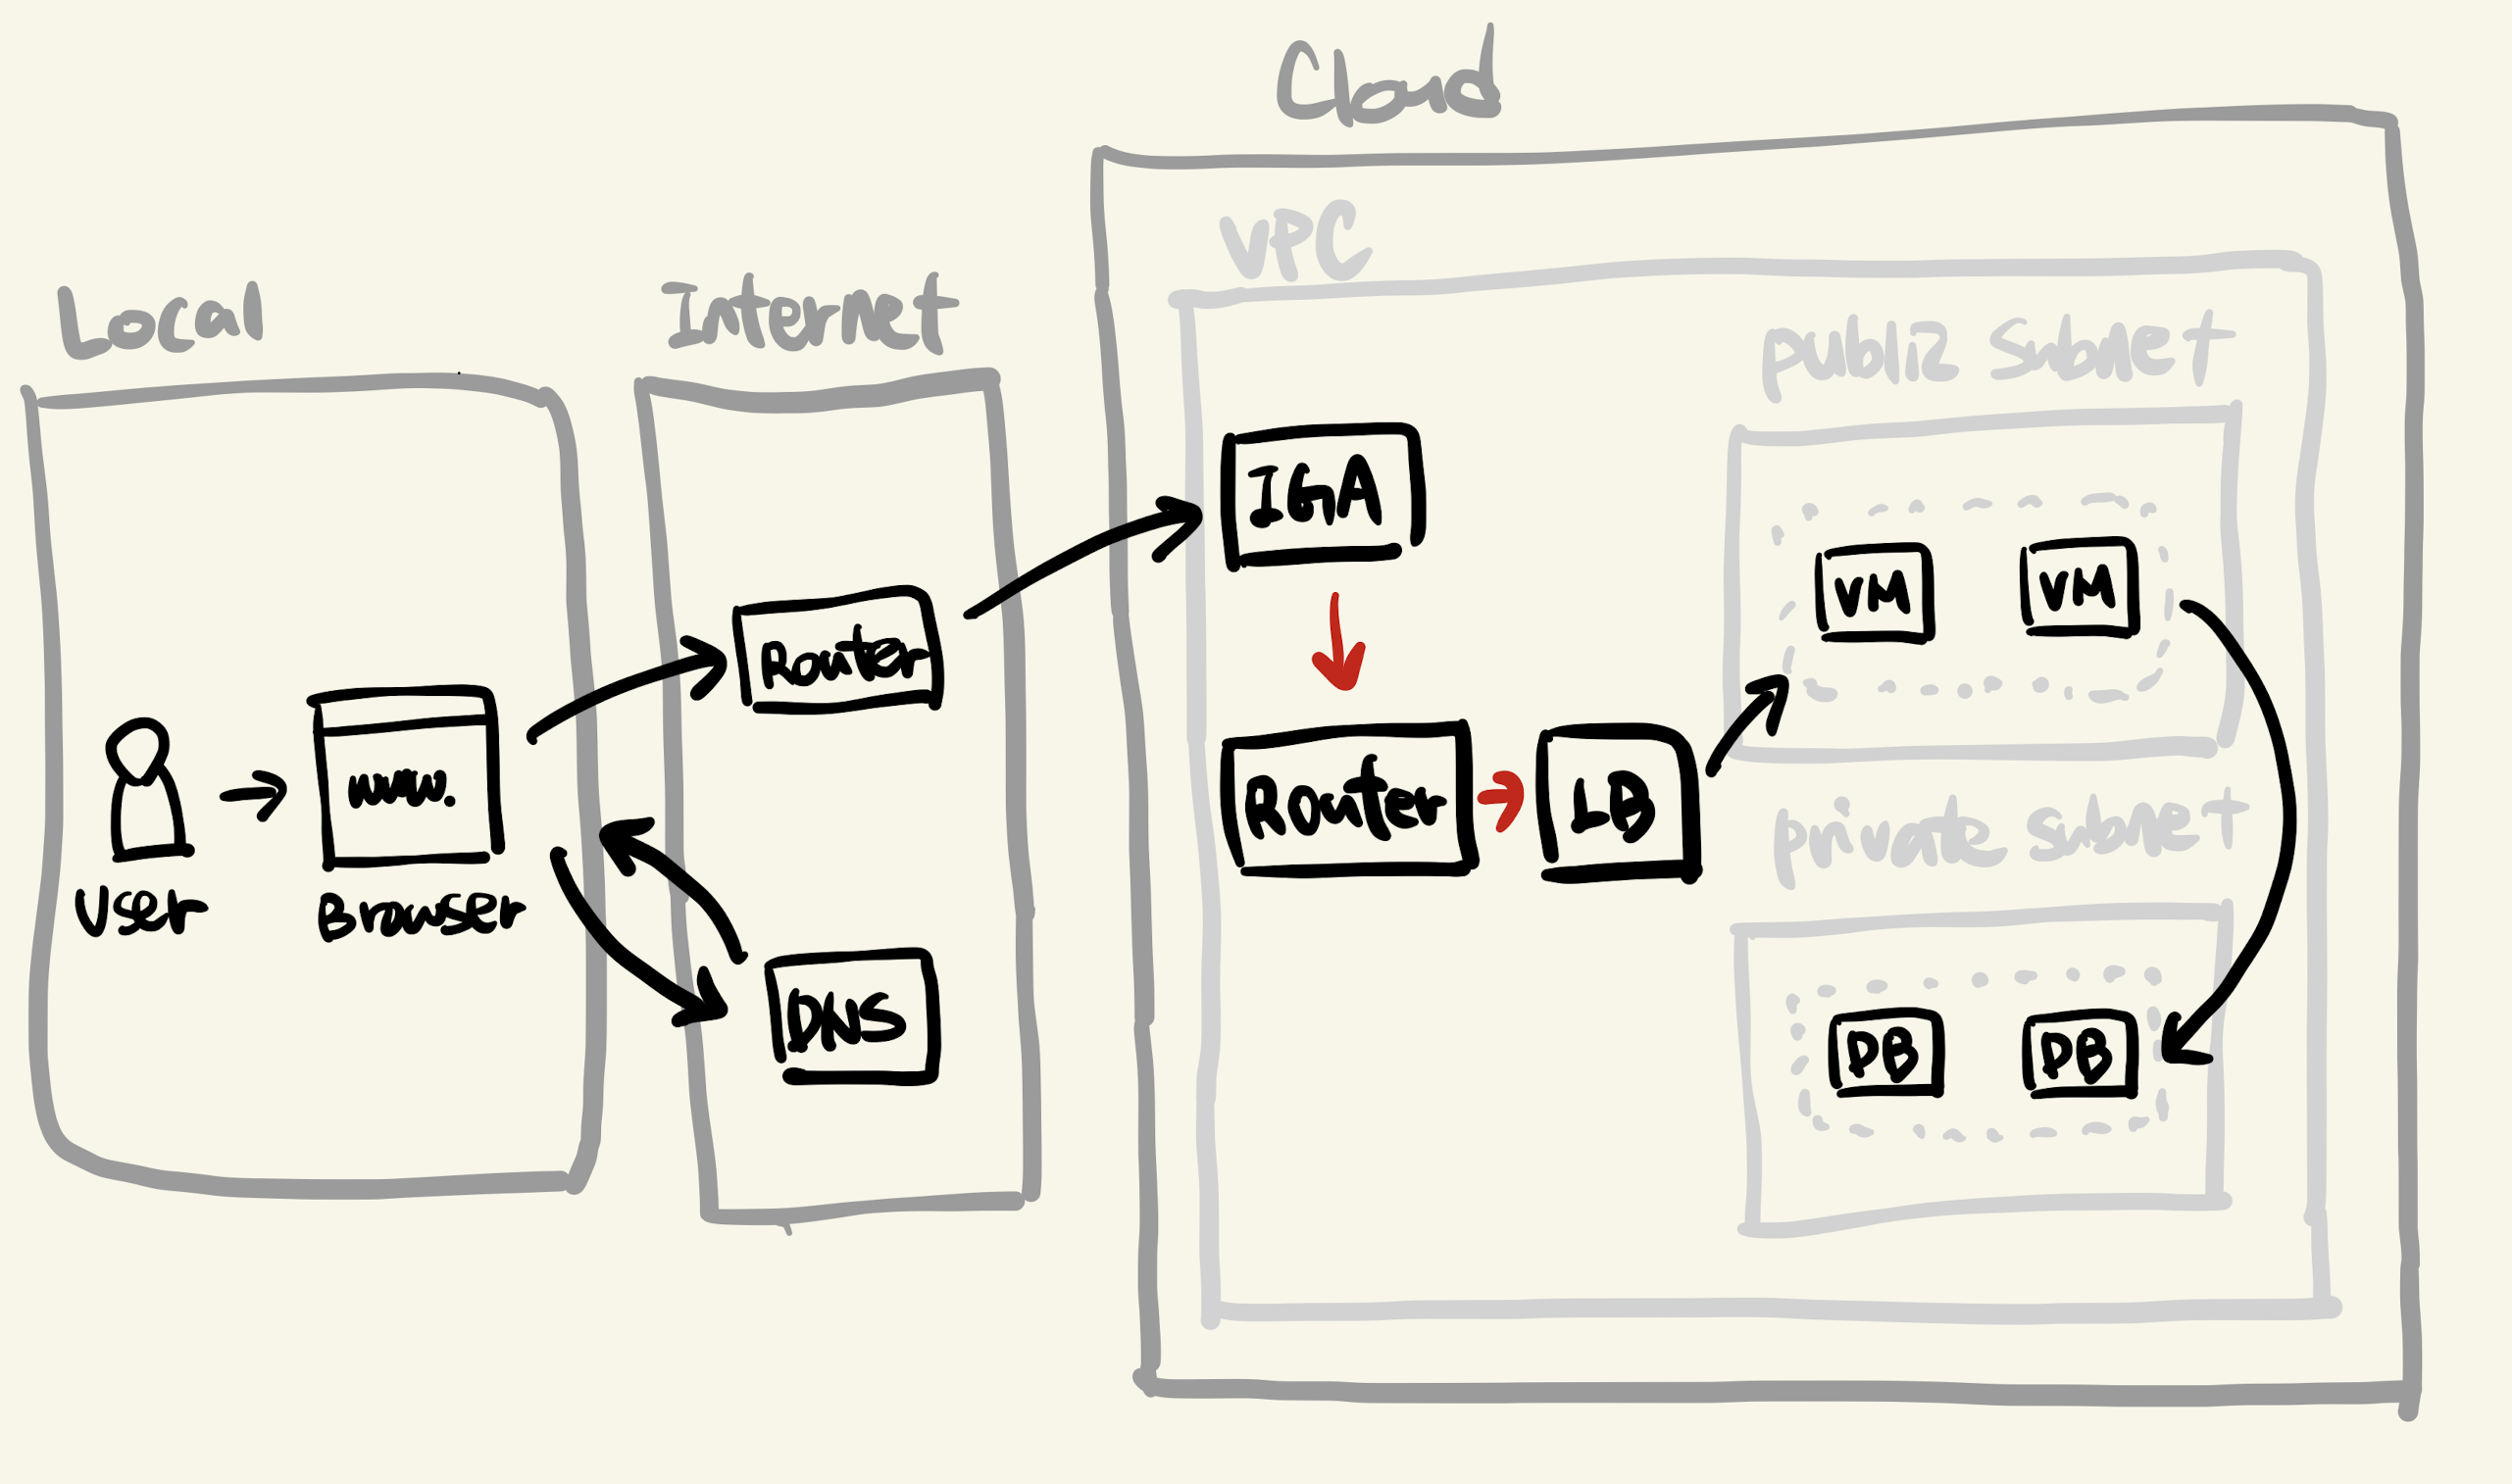 Cloud
VPC
Local
Internet
public subnet
IGA
VM VM
Router
www.
Router
LB
private subnet
User
Browser
DNS
DB DB